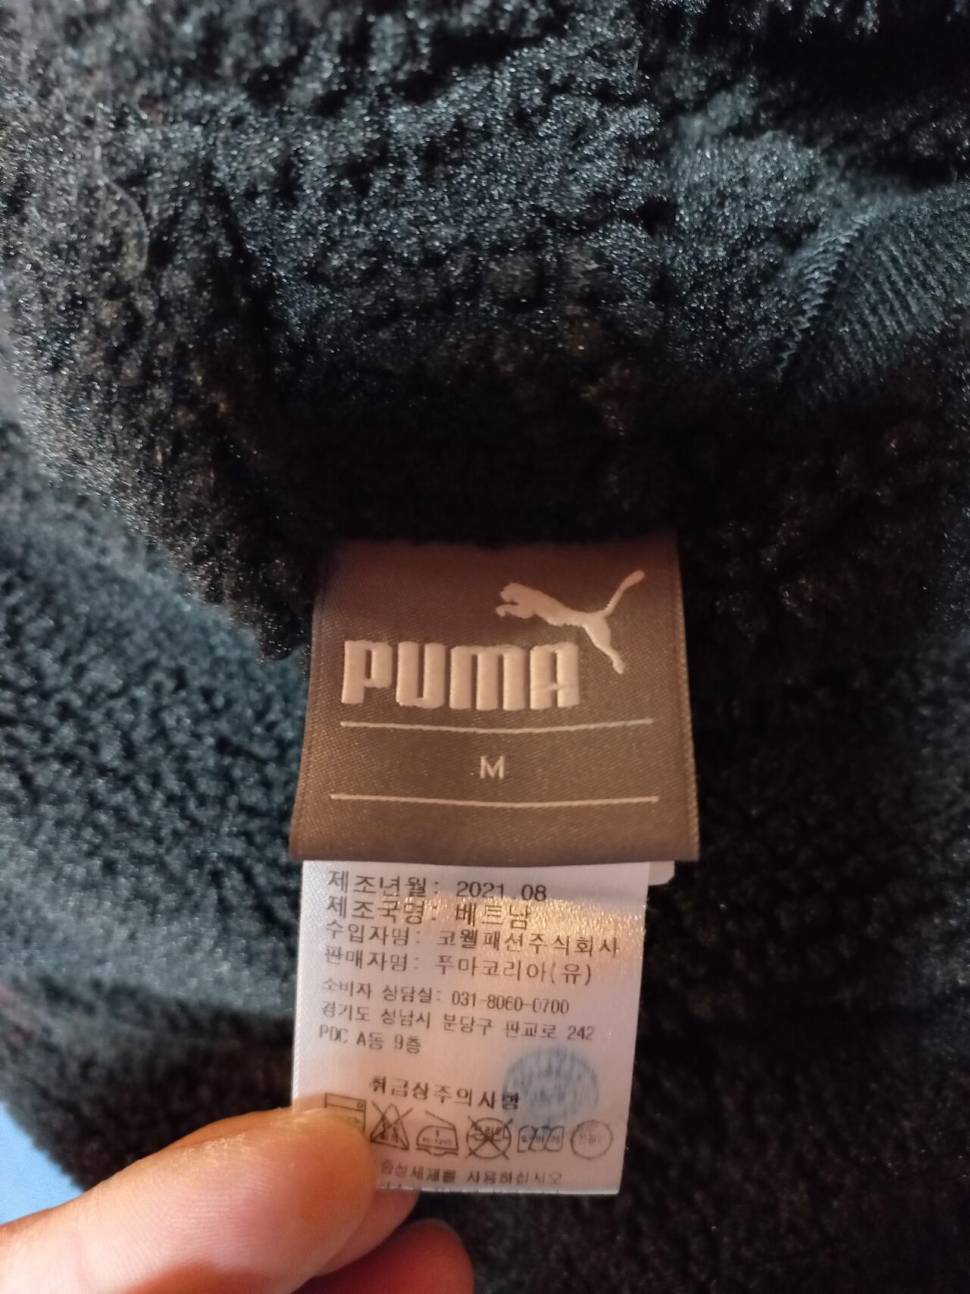 PUMA
M
제조년월: 2021.08
제조국명: 베트남
수입자명: 코웰패션주식회사
판매자명: 푸마코리아(유)
소비자 상담실: 031-8060-0700
경기도 성남시 분당구 판교로 242
PDC A동 9층
취급상주의사항
중성세제를 사용하십시오